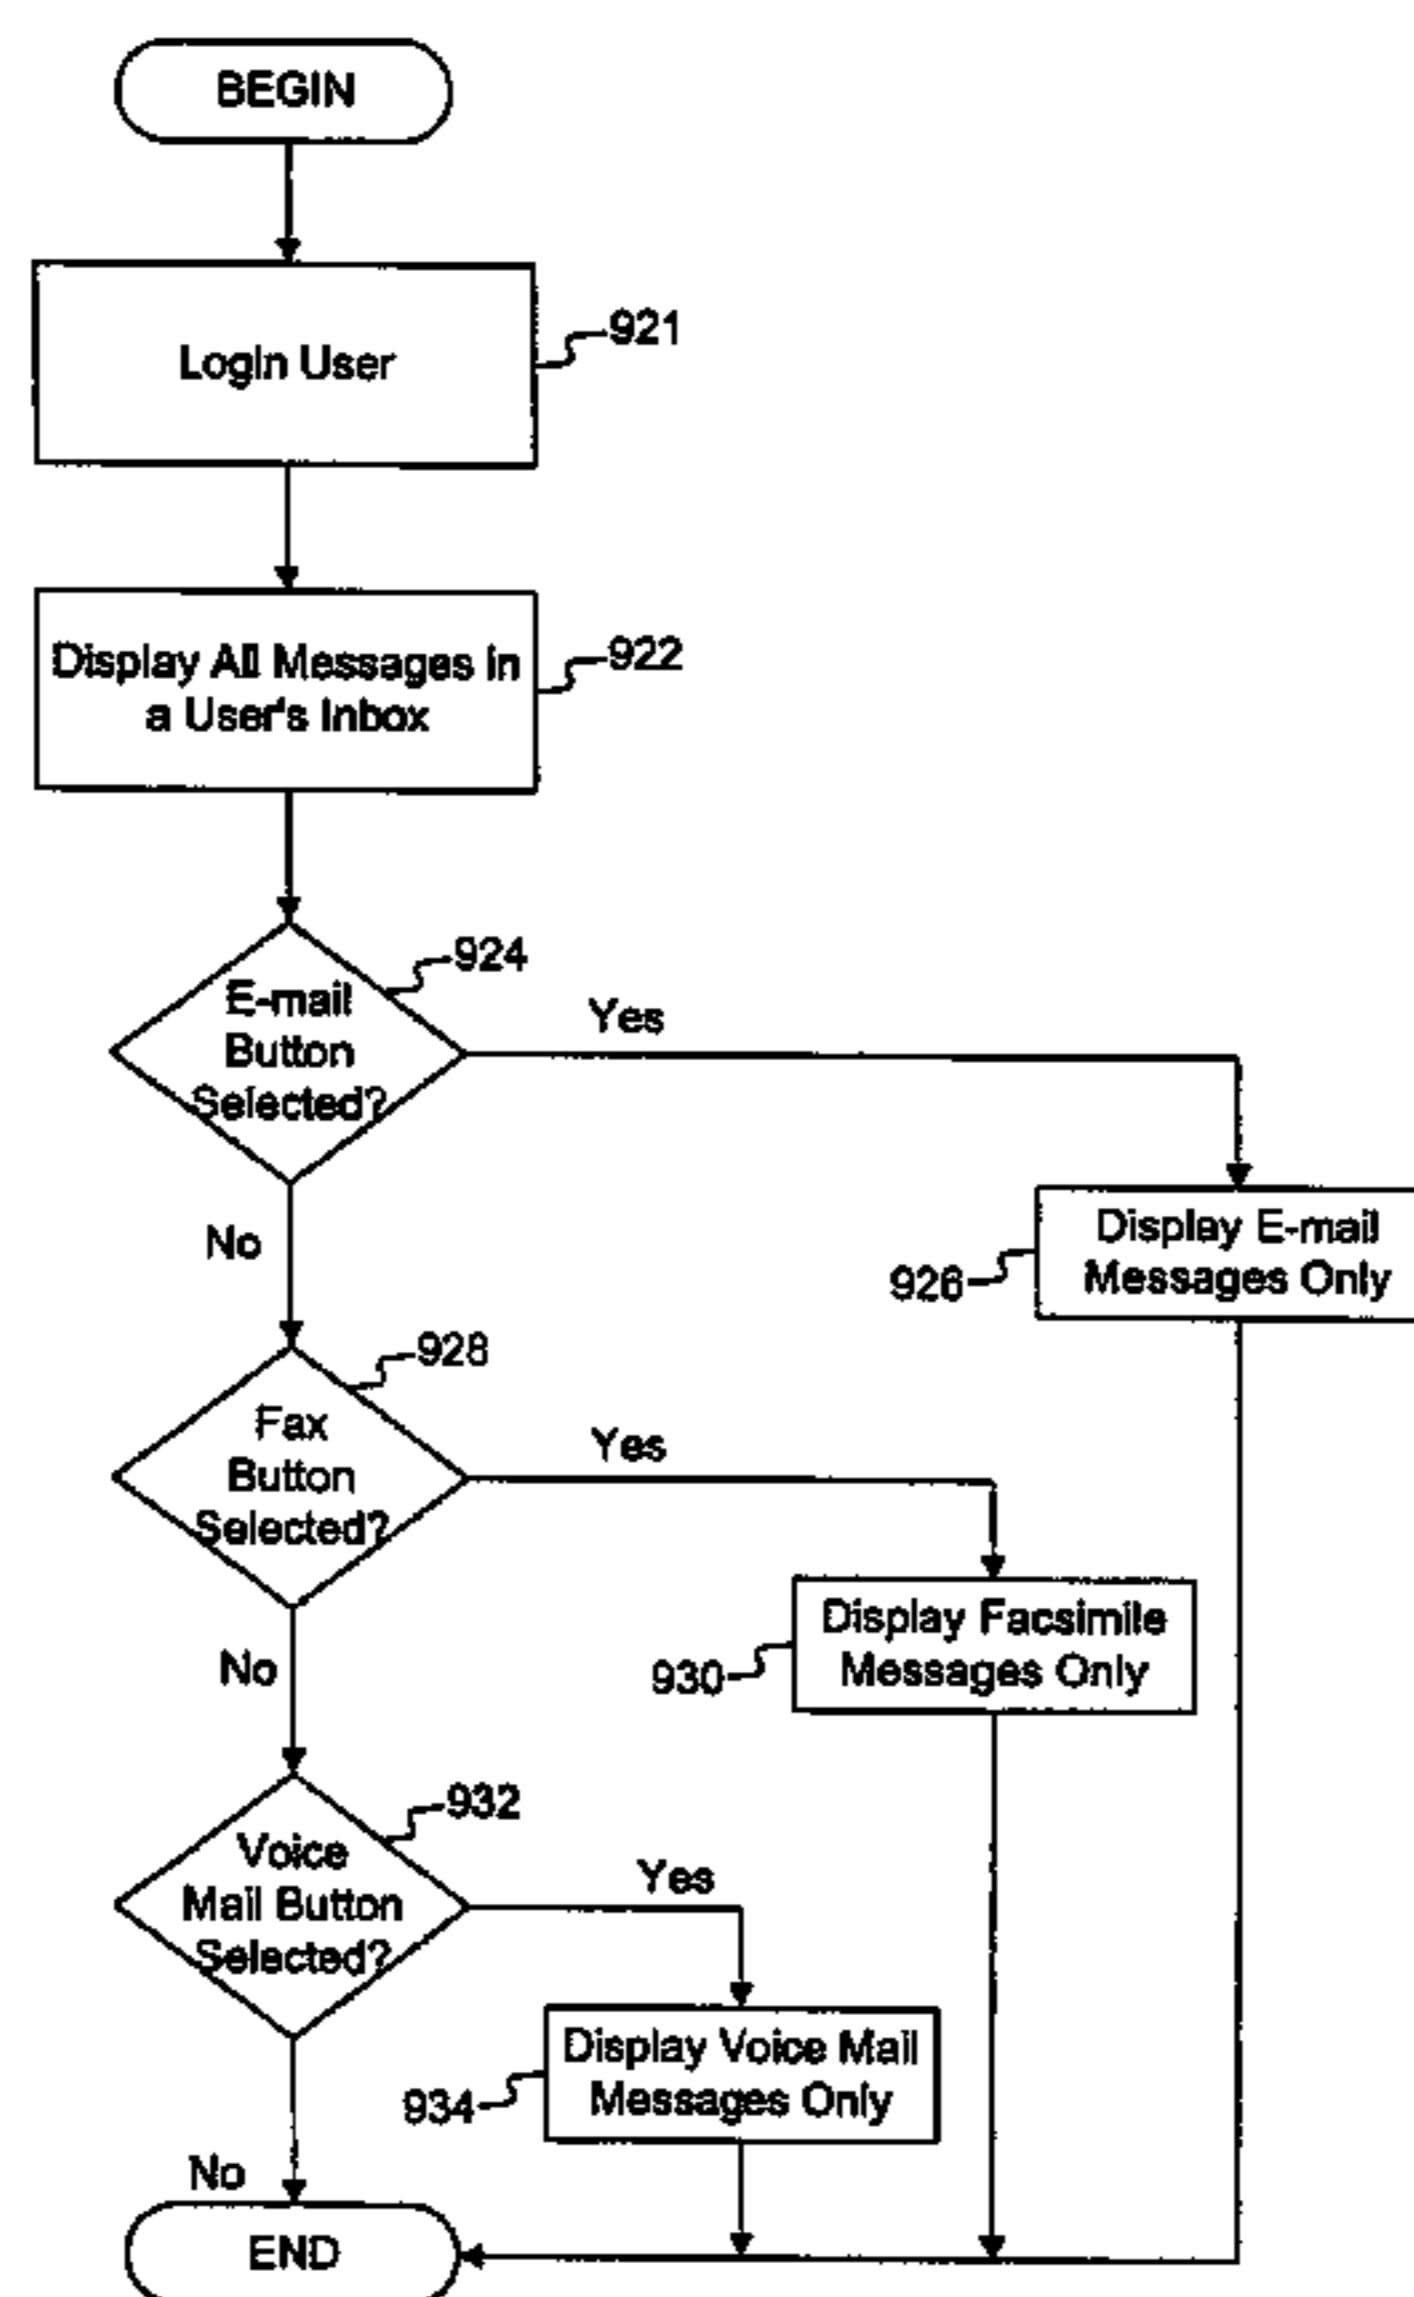 BEGIN
Login User
921
Display All Messages in
a User's Inbox
922
924
E-mail
Button
Selected?
Yes
No
Display E-mail
Messages Only
926
928
Fax
Button
Selected?
Yes
No
Display Facsimile
Messages Only
930
932
Voice
Mail Button
Selected?
Yes
Display Voice Mail
Messages Only
934
No
END